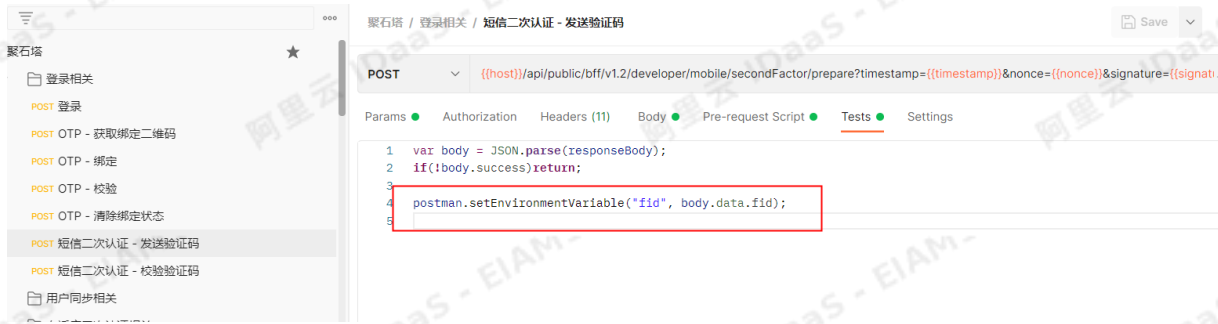 聚石塔
登录相关
POST 登录
POST OTP - 获取绑定二维码
POST OTP - 绑定
POST OTP - 校验
POST OTP - 清除绑定状态
POST 短信二次认证 - 发送验证码
POST 短信二次认证 - 校验验证码
用户同步相关
聚石塔 / 登录相关 / 短信二次认证 - 发送验证码
Save
POST
{{host}}/api/public/bff/v1.2/developer/mobile/secondFactor/prepare?timestamp={{timestamp}}&nonce={{nonce}}&signature={{signat
Params Authorization Headers (11) Body Pre-request Script Tests Settings
1 var body = JSON.parse(responseBody);
2 if(!body.success)return;
3
4 postman.setEnvironmentVariable("fid", body.data.fid);
5
阿里云 IDaaS - EIAM